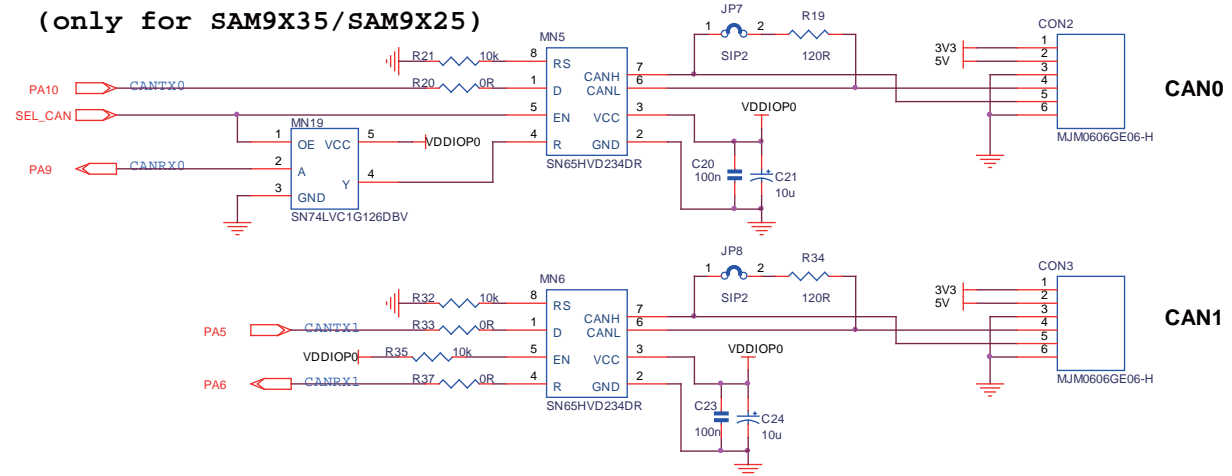 (only for SAM9X35/SAM9X25)
JP7
1 2
SIP2
R19
120R
CON2
1
2
3
4
5
6
3V3
5V
MJM0606GE06-H
CAN0
MN5
R21 10k 8 RS
PA10 CANTX0 R20 0R 1 D
SEL_CAN 5 EN
4 R
CANH 7
CANL 6
VCC 3
GND 2
SN65HVD234DR
VDDIOP0
C20
100n
C21
10u
MN19
1 OE VCC 5 VDDIOP0
PA9 CANRX0 2 A
Y 4
3 GND
SN74LVC1G126DBV
JP8
1 2
SIP2
R34
120R
CON3
1
2
3
4
5
6
3V3
5V
MJM0606GE06-H
CAN1
MN6
R32 10k 8 RS
PA5 CANTX1 R33 0R 1 D
VDDIOP0 R35 10k 5 EN
PA6 CANRX1 R37 0R 4 R
CANH 7
CANL 6
VCC 3
GND 2
SN65HVD234DR
VDDIOP0
C23
100n
C24
10u